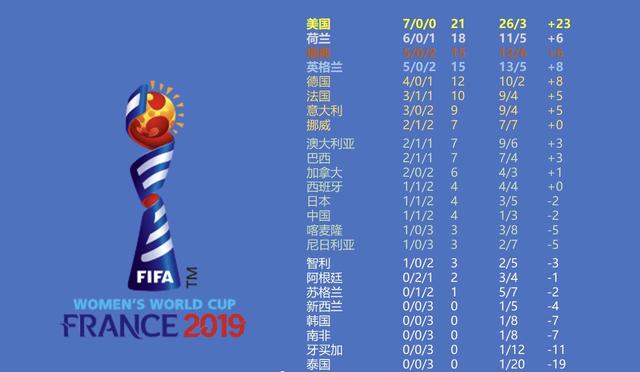 美国 7/0/0 21 26/3 +23
荷兰 6/0/1 18 11/5 +6
瑞典 5/0/2 15 12/6 +6
英格兰 5/0/2 15 13/5 +8
德国 4/0/1 12 10/2 +8
法国 3/1/1 10 9/4 +5
意大利 3/0/2 9 9/4 +5
挪威 2/1/2 7 7/7 +0
澳大利亚 2/1/1 7 9/6 +3
巴西 2/1/1 7 7/4 +3
加拿大 2/0/2 6 4/3 +1
西班牙 1/1/2 4 4/4 +0
日本 1/1/2 4 3/5 -2
中国 1/1/2 4 1/3 -2
喀麦隆 1/0/3 3 3/8 -5
尼日利亚 1/0/3 3 2/7 -5
智利 1/0/2 3 2/5 -3
阿根廷 0/2/1 2 3/4 -1
苏格兰 0/1/2 1 5/7 -2
新西兰 0/0/3 0 1/5 -4
韩国 0/0/3 0 1/8 -7
南非 0/0/3 0 1/8 -7
牙买加 0/0/3 0 1/12 -11
泰国 0/0/3 0 1/20 -19
FIFA TM
WOMEN'S WORLD CUP
FRANCE 2019